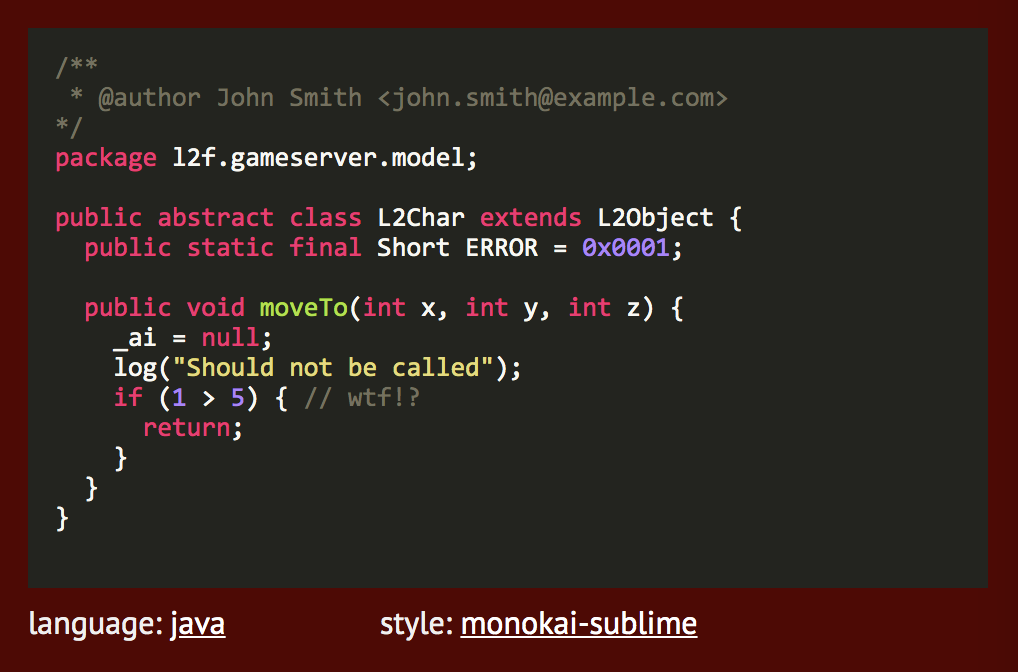 /**
 * @author John Smith <john.smith@example.com>
*/
package l2f.gameserver.model;

public abstract class L2Char extends L2Object {
  public static final Short ERROR = 0x0001;

  public void moveTo(int x, int y, int z) {
    _ai = null;
    log("Should not be called");
    if (1 > 5) { // wtf!?
      return;
    }
  }
}
language: java style: monokai-sublime